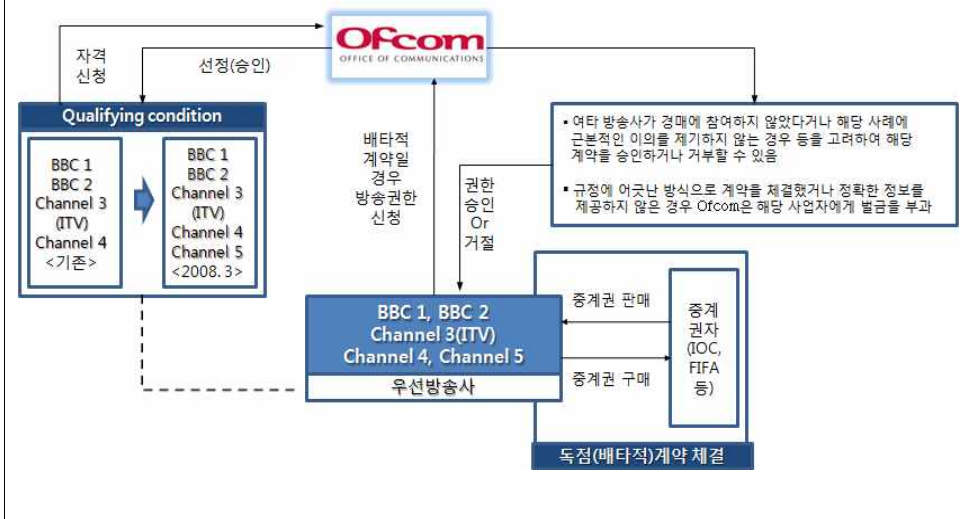 Ofcom
OFFICE OF COMMUNICATIONS
자격
신청
선정(승인)
Qualifying condition
BBC 1
BBC 2
Channel 3
(ITV)
Channel 4
<기존>
BBC 1
BBC 2
Channel 3
(ITV)
Channel 4
Channel 5
<2008. 3>
배타적
계약일
경우
방송권한
신청
권한
승인
Or
거절
▪ 여타 방송사가 경매에 참여하지 않았다거나 해당 사례에
근본적인 이의를 제기하지 않는 경우 등을 고려하여 해당
계약을 승인하거나 거부할 수 있음
▪ 규정에 어긋난 방식으로 계약을 체결했거나 정확한 정보를
제공하지 않은 경우 Ofcom은 해당 사업자에게 벌금을 부과
BBC 1, BBC 2
Channel 3(ITV)
Channel 4, Channel 5
우선방송사
중계권 판매
중계권 구매
중계
권자
(IOC,
FIFA
등)
독점(배타적)계약 체결